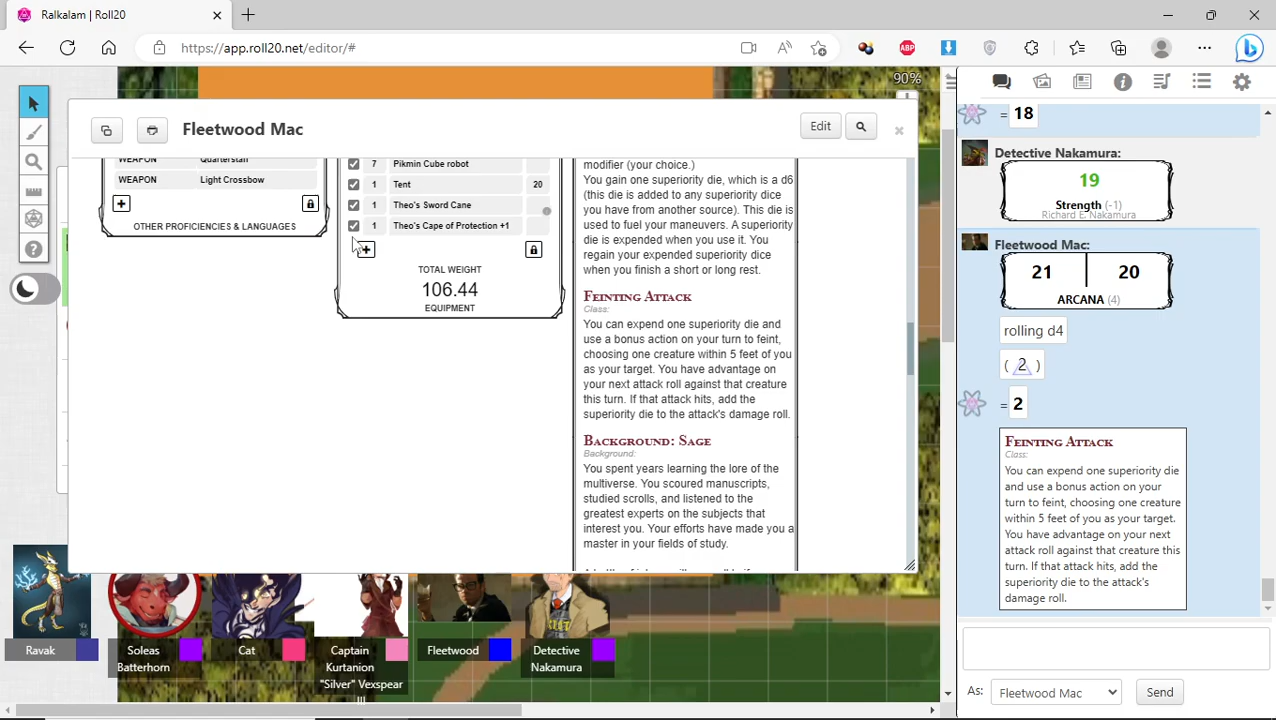 Ralkalam | Roll20
https://app.roll20.net/editor/#
ABP
90%
Fleetwood Mac
Edit
WEAPON Quarterstaff
WEAPON Light Crossbow
OTHER PROFICIENCIES & LANGUAGES
7 Pikmin Cube robot
1 Tent 20
1 Theo's Sword Cane
1 Theo's Cape of Protection +1
TOTAL WEIGHT
106.44
EQUIPMENT
modifier (your choice.)
You gain one superiority die, which is a d6
(this die is added to any superiority dice
you have from another source). This die is
used to fuel your maneuvers. A superiority
die is expended when you use it. You
regain your expended superiority dice
when you finish a short or long rest.
FEINTING ATTACK
Class:
You can expend one superiority die and
use a bonus action on your turn to feint,
choosing one creature within 5 feet of you
as your target. You have advantage on
your next attack roll against that creature
this turn. If that attack hits, add the
superiority die to the attack's damage roll.
BACKGROUND: SAGE
Background:
You spent years learning the lore of the
multiverse. You scoured manuscripts,
studied scrolls, and listened to the
greatest experts on the subjects that
interest you. Your efforts have made you a
master in your fields of study.
Ravak
Soleas
Batterhorn
Cat
Captain
Kurtanion
"Silver" Vexspear
Fleetwood
Detective
Nakamura
= 18
Detective Nakamura:
19
Strength (-1)
Richard E. Nakamura
Fleetwood Mac:
21 20
ARCANA (4)
rolling d4
( 2 )
= 2
FEINTING ATTACK
Class:
You can expend one superiority die
and use a bonus action on your
turn to feint, choosing one creature
within 5 feet of you as your target.
You have advantage on your next
attack roll against that creature this
turn. If that attack hits, add the
superiority die to the attack's
damage roll.
As: Fleetwood Mac Send